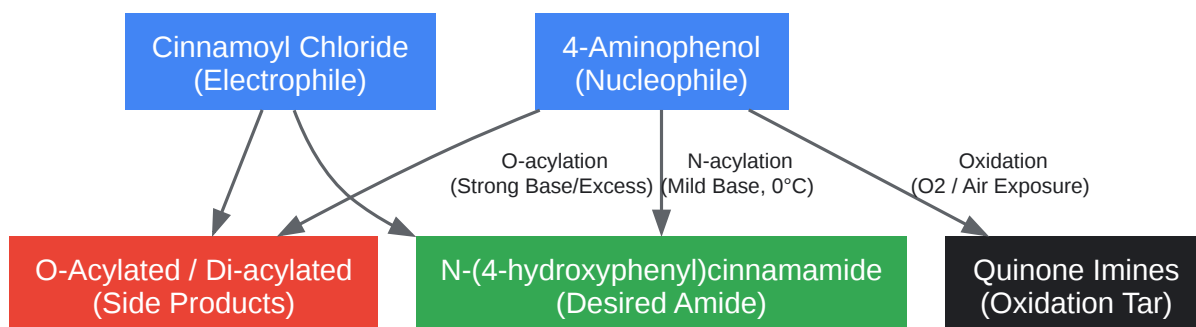 Cinnamoyl Chloride
(Electrophile)
4-Aminophenol
(Nucleophile)
O-acylation
(Strong Base/Excess)
N-acylation
(Mild Base, 0°C)
Oxidation
(O2 / Air Exposure)
O-Acylated / Di-acylated
(Side Products)
N-(4-hydroxyphenyl)cinnamamide
(Desired Amide)
Quinone Imines
(Oxidation Tar)